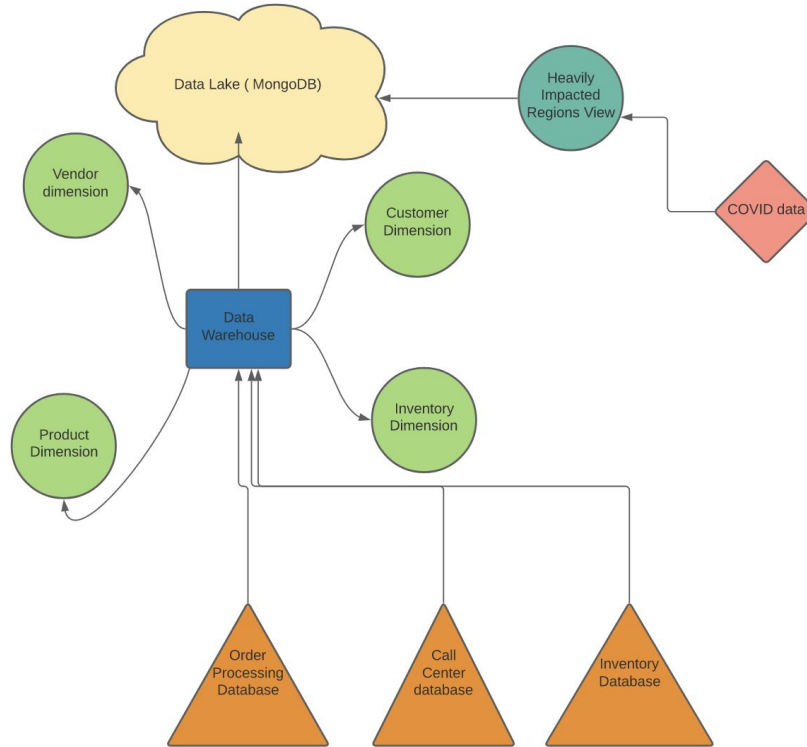 Data Lake ( MongoDB)
Heavily
Impacted
Regions View
COVID data
Vendor
dimension
Customer
Dimension
Data
Warehouse
Product
Dimension
Inventory
Dimension
Order
Processing
Database
Call
Center
database
Inventory
Database